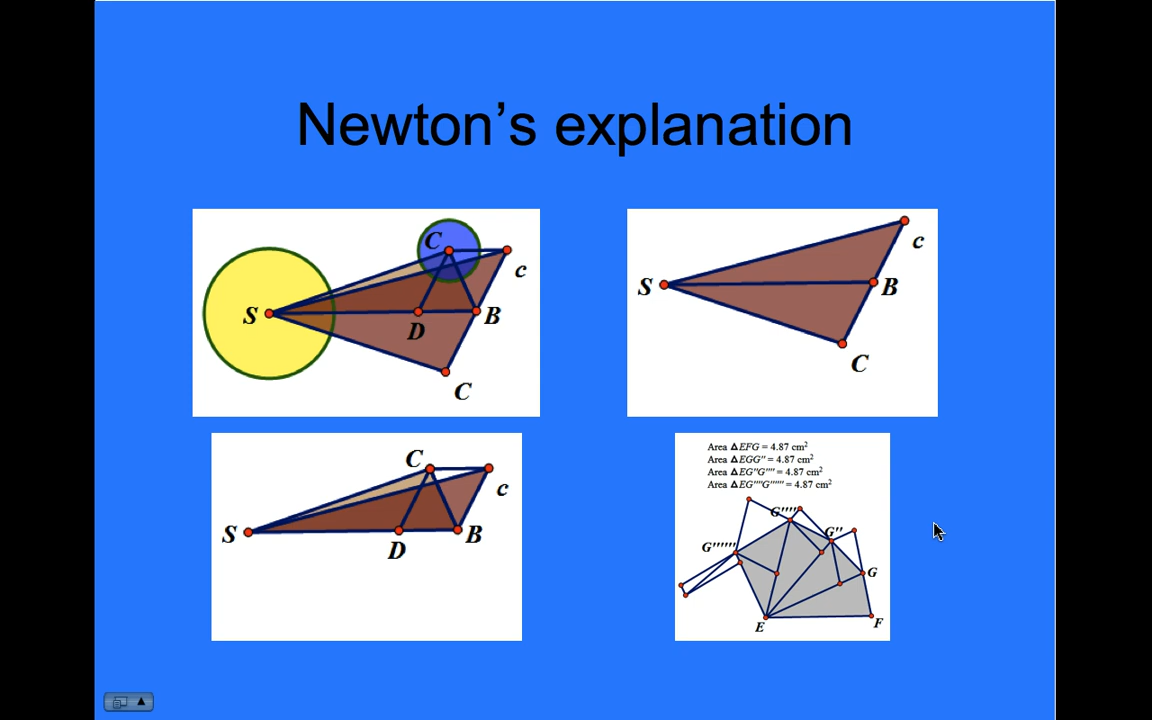 Newton's explanation
C
c
S
D
B
C
c
S
B
C
C
c
S
D
B
Area ΔEFG = 4.87 cm²
Area ΔEGG'' = 4.87 cm²
Area ΔEG''G'''' = 4.87 cm²
Area ΔEG''''G'''''' = 4.87 cm²
G''''
G''
G''''''
G
E
F